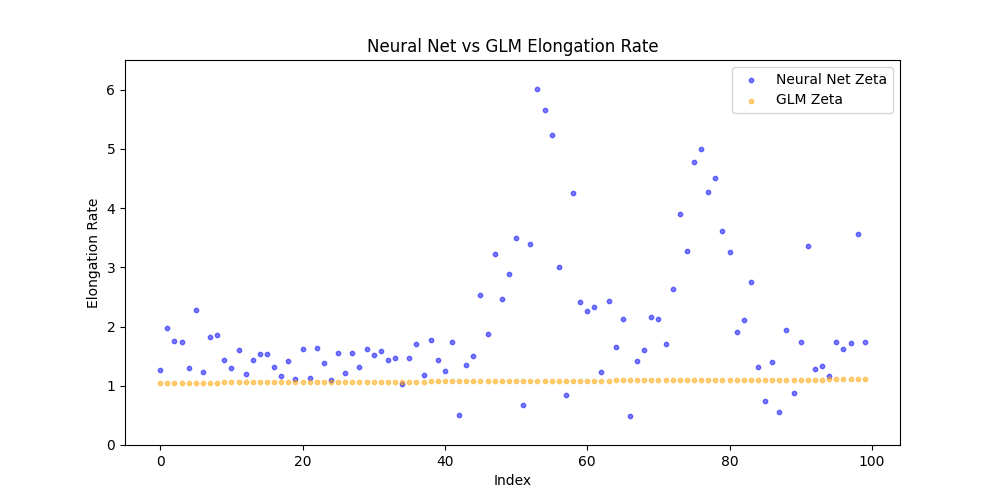 Neural Net vs GLM Elongation Rate
Neural Net Zeta
GLM Zeta
Elongation Rate
6
5
4
3
2
1
0
0 20 40 60 80 100
Index